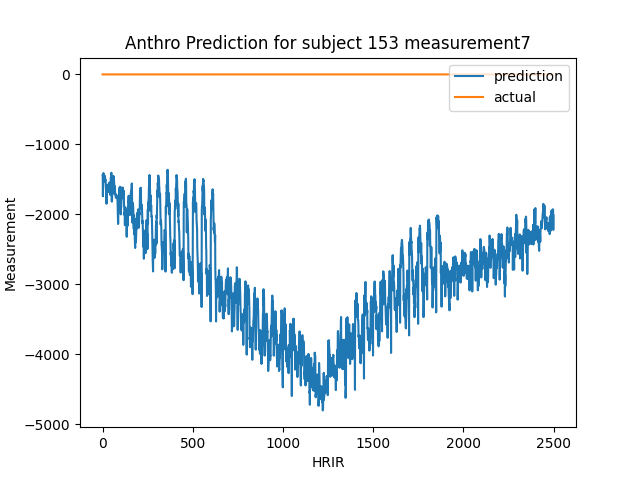 Anthro Prediction for subject 153 measurement7
prediction
actual
0
−1000
−2000
−3000
−4000
−5000
Measurement
0 500 1000 1500 2000 2500
HRIR